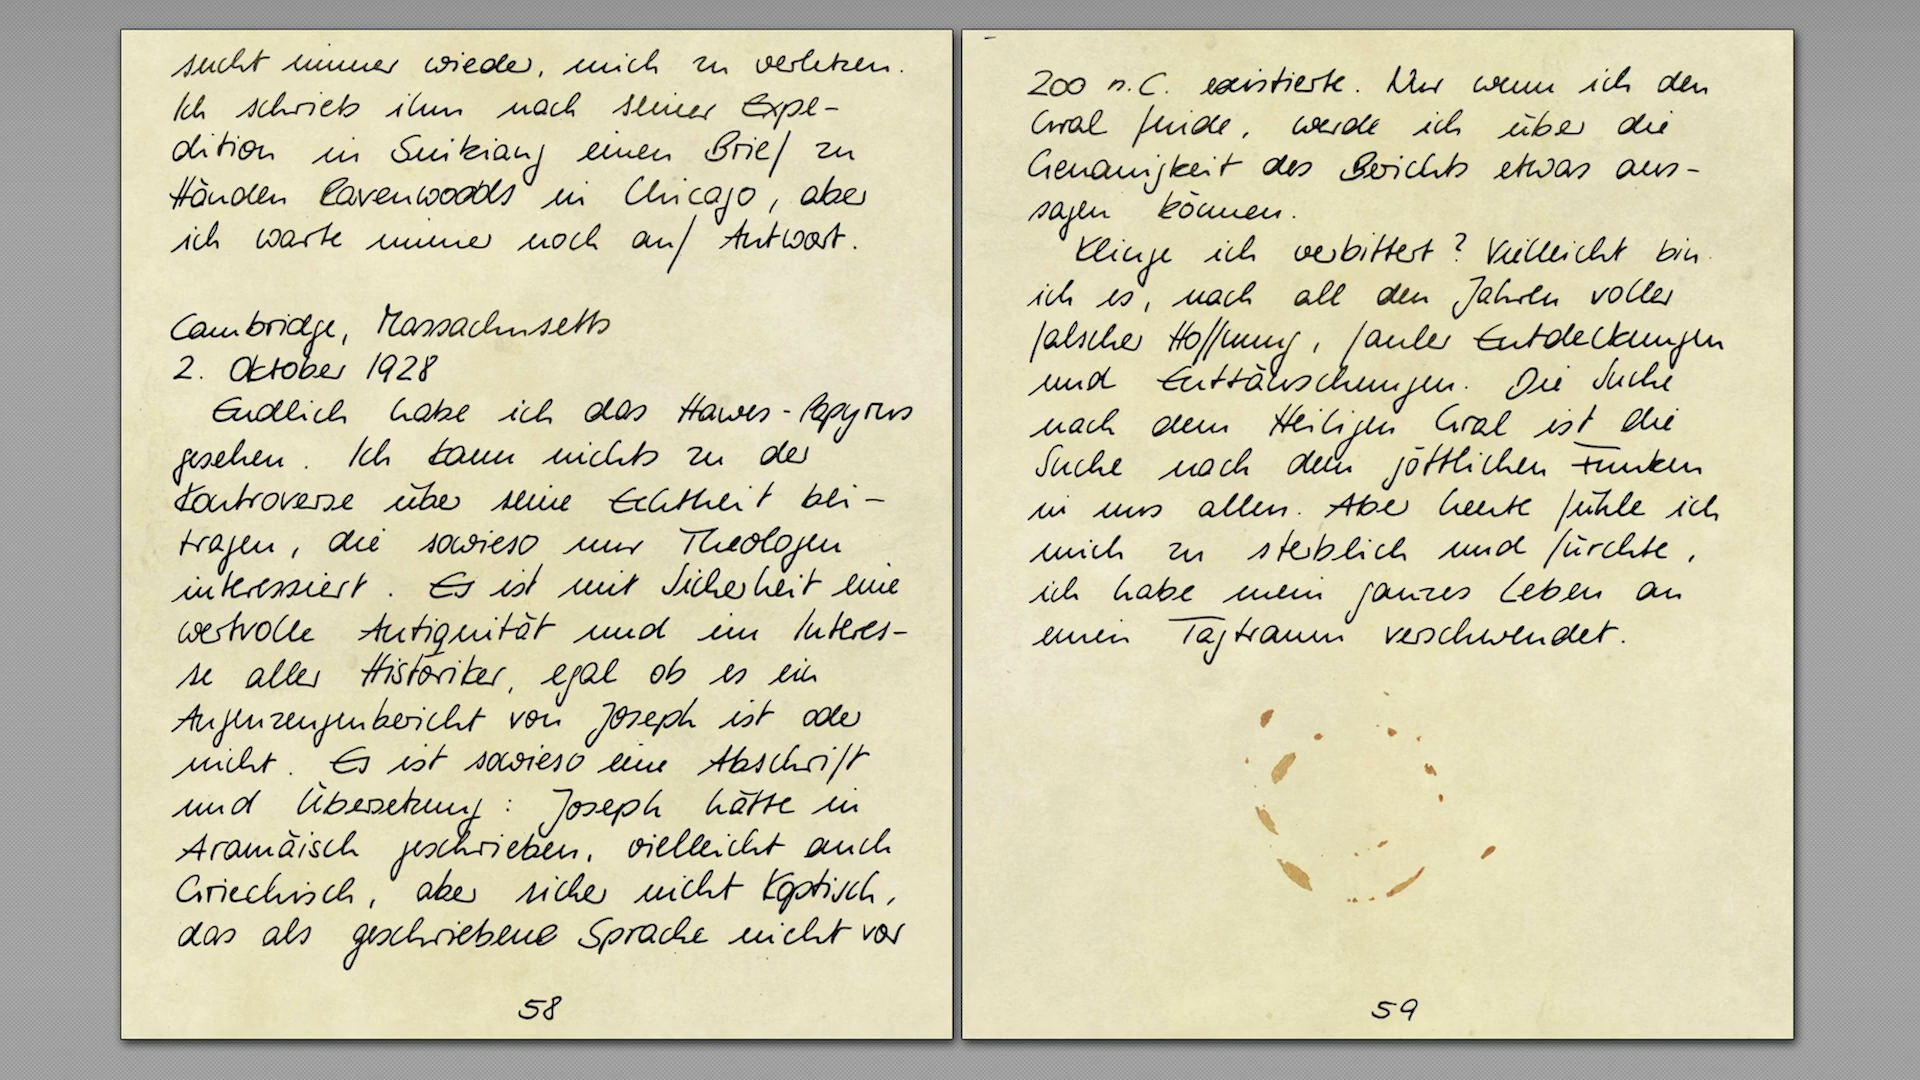 sucht immer wieder, mich zu verletzen.
Ich schrieb ihm nach seiner Expe-
dition in Sinkiang einen Brief zu
Händen Ravenwoods in Chicago, aber
ich warte immer noch auf Antwort.
Cambridge, Massachusetts
2. Oktober 1928
Endlich habe ich das Hawes-Papyrus
gesehen. Ich kann nichts zu der
Kontroverse über seine Echtheit bei-
tragen, die sowieso nur Theologen
interessiert. Es ist mit Sicherheit eine
wertvolle Antiquität und im Interes-
se aller Historiker, egal ob es ein
Augenzeugenbericht von Joseph ist oder
nicht. Es ist sowieso eine Abschrift
und Übersetzung: Joseph hätte in
Aramäisch geschrieben, vielleicht auch
Griechisch, aber sicher nicht Koptisch,
das als geschriebene Sprache nicht vor
58
200 n.C. existierte. Nur wenn ich den
Gral finde, werde ich über die
Genauigkeit des Berichts etwas aus-
sagen können.
Klinge ich verbittert? Vielleicht bin
ich es, nach all den Jahren voller
falscher Hoffnung, fauler Entdeckungen
und Enttäuschungen. Die Suche
nach dem Heiligen Gral ist die
Suche nach dem göttlichen Funken
in uns allen. Aber heute fühle ich
mich zu sterblich und fürchte,
ich habe mein ganzes Leben an
einen Tagtraum verschwendet.
59